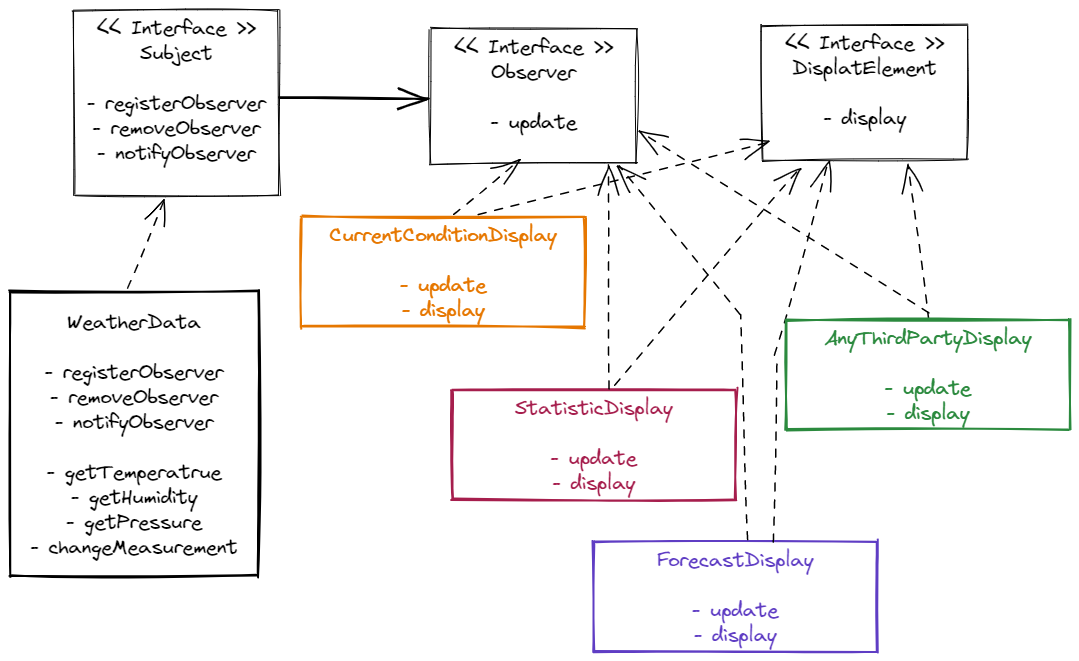 << Interface >>
Subject
- registerObserver
- removeObserver
- notifyObserver
<< Interface >>
Observer
- update
<< Interface >>
DisplatElement
- display
CurrentConditionDisplay
- update
- display
WeatherData
- registerObserver
- removeObserver
- notifyObserver
- getTemperatrue
- getHumidity
- getPressure
- changeMeasurement
StatisticDisplay
- update
- display
AnyThirdPartyDisplay
- update
- display
ForecastDisplay
- update
- display